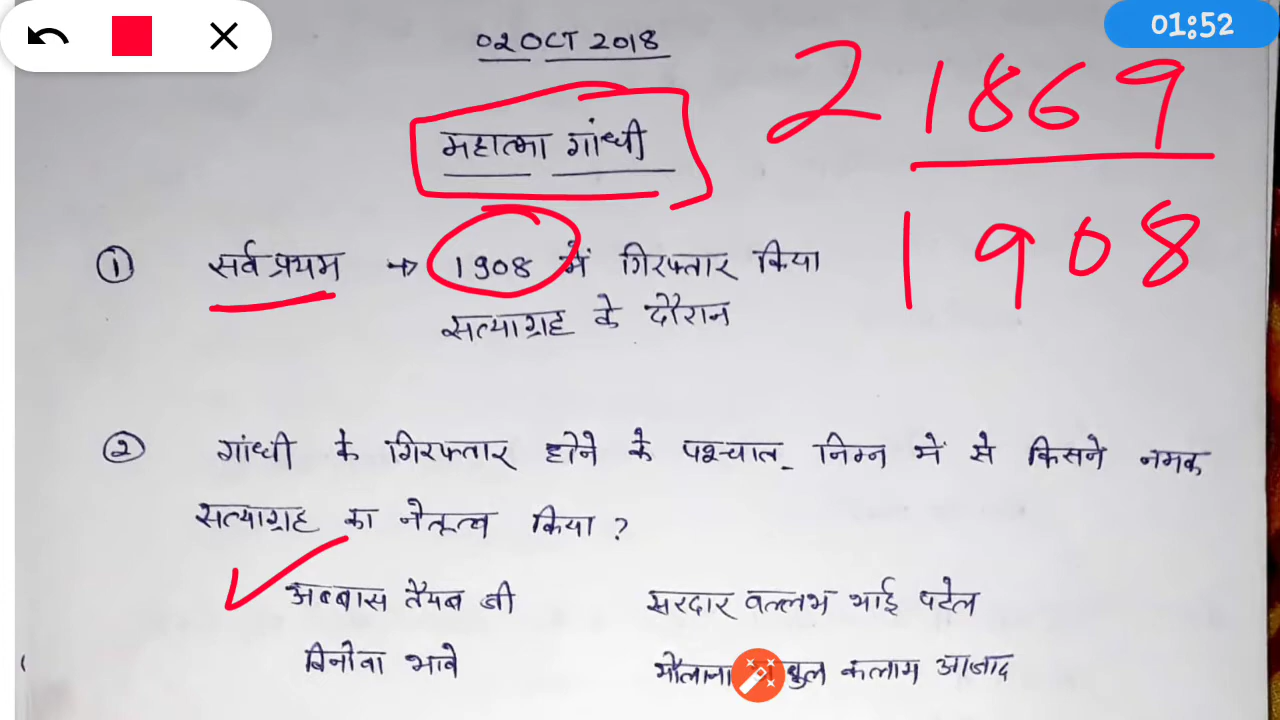 01:52
02 OCT 2018
2 1869
महात्मा गांधी
1908
① सर्वप्रथम → 1908 में गिरफ्तार किया
सत्याग्रह के दौरान
② गांधी के गिरफ्तार होने के पश्चात निम्न में से किसने नमक
सत्याग्रह का नेतृत्व किया ?
अब्बास तैयब जी सरदार वल्लभ भाई पटेल
विनोवा भावे मौलाना कलाम आजाद